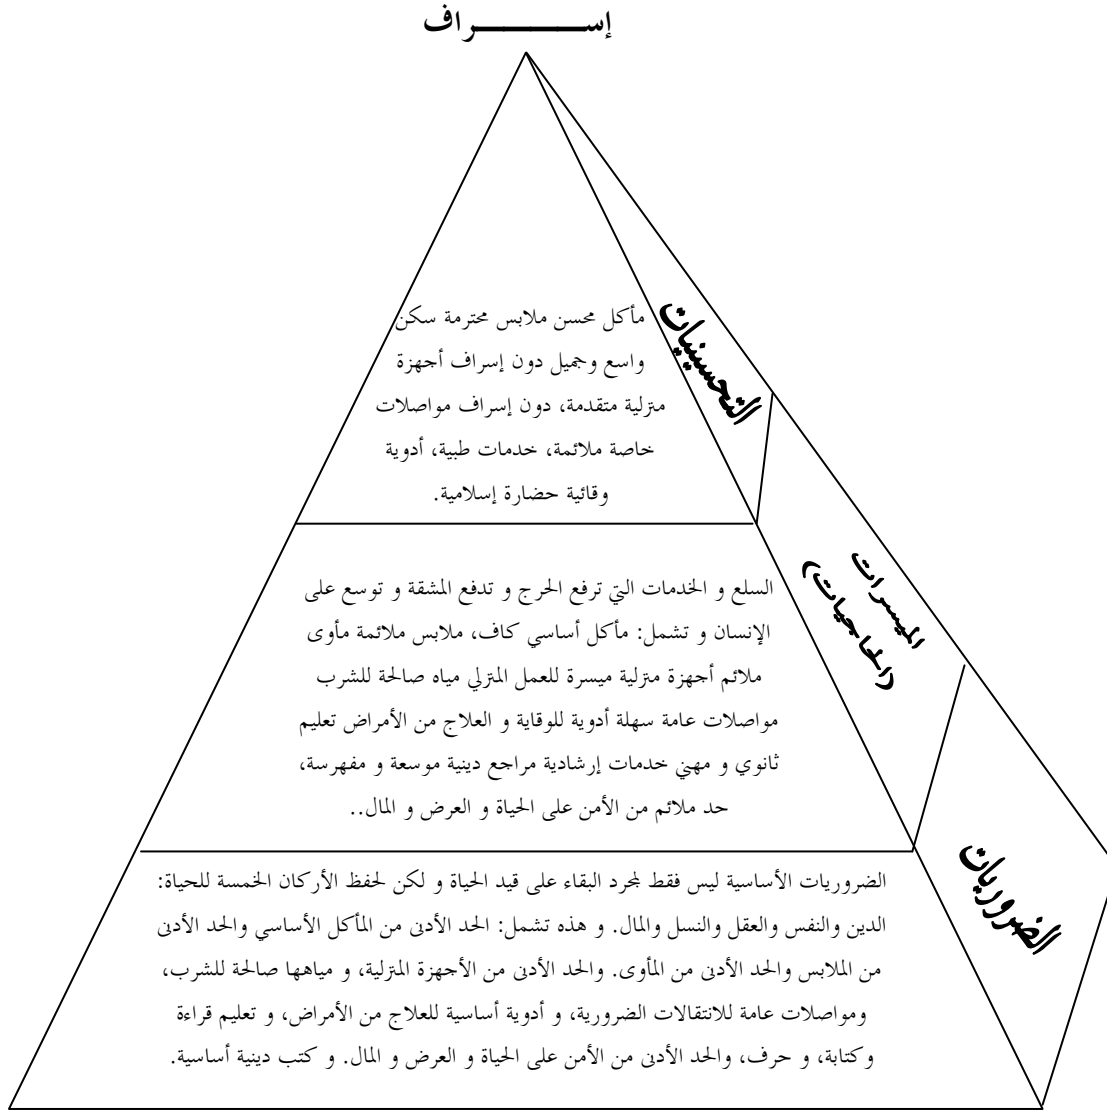 إســــــــراف
مأكل محسن ملابس محترمة سكن
واسع وجميل دون إسراف أجهزة
منزلية متقدمة، دون إسراف مواصلات
خاصة ملائمة، خدمات طبية، أدوية
وقائية حضارة إسلامية.
التحسينيات
السلع و الخدمات التي ترفع الحرج و تدفع المشقة و توسع على
الإنسان و تشمل: مأكل أساسي كاف، ملابس ملائمة مأوى
ملائم أجهزة منزلية ميسرة للعمل المنزلي مياه صالحة للشرب
مواصلات عامة سهلة أدوية للوقاية و العلاج من الأمراض تعليم
ثانوي و مهني خدمات إرشادية مراجع دينية موسعة و مفهرسة،
حد ملائم من الأمن على الحياة و العرض و المال..
الميسرات
(الحاجيات)
الضروريات الأساسية ليس فقط لمجرد البقاء على قيد الحياة و لكن لحفظ الأركان الخمسة للحياة:
الدين والنفس والعقل والنسل والمال. و هذه تشمل: الحد الأدنى من المأكل الأساسي والحد الأدنى
من الملابس والحد الأدنى من المأوى. والحد الأدنى من الأجهزة المنزلية، و مياهها صالحة للشرب،
ومواصلات عامة للانتقالات الضرورية، و أدوية أساسية للعلاج من الأمراض، و تعليم قراءة
وكتابة، و حرف، والحد الأدنى من الأمن على الحياة و العرض و المال. و كتب دينية أساسية.
الضروريات